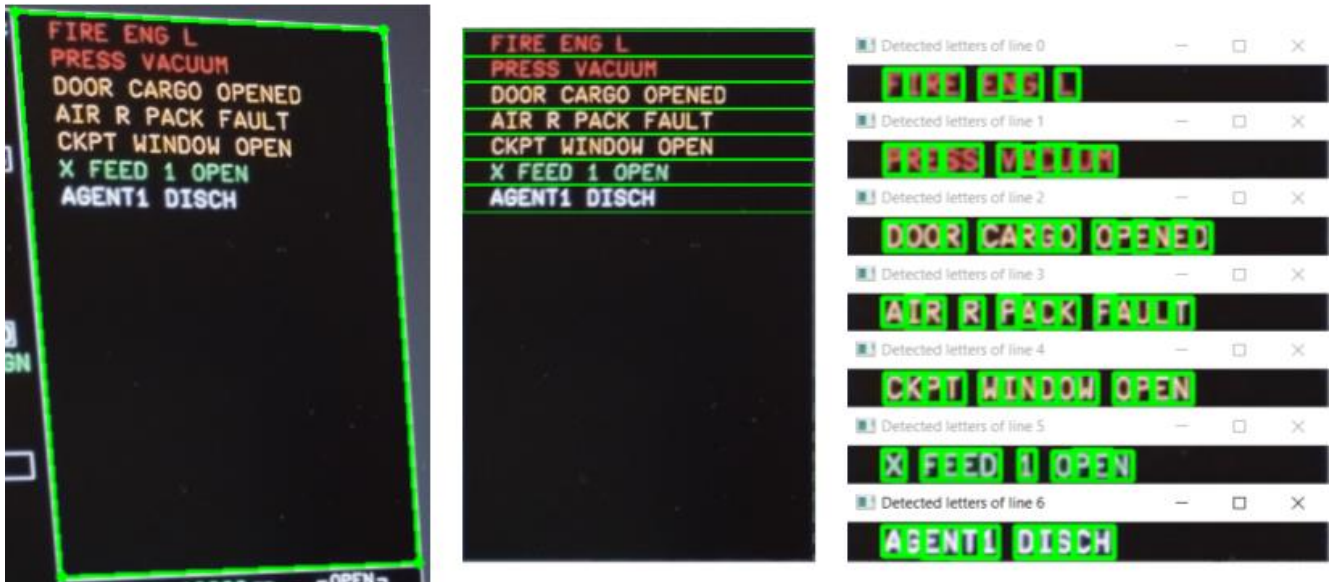 FIRE ENG L
PRESS VACUUM
DOOR CARGO OPENED
AIR R PACK FAULT
CKPT WINDOW OPEN
X FEED 1 OPEN
AGENT1 DISCH
GN
OPEN
FIRE ENG L
PRESS VACUUM
DOOR CARGO OPENED
AIR R PACK FAULT
CKPT WINDOW OPEN
X FEED 1 OPEN
AGENT1 DISCH
Detected letters of line 0
FIRE ENG L
Detected letters of line 1
PRESS VACUUM
Detected letters of line 2
DOOR CARGO OPENED
Detected letters of line 3
AIR R PACK FAULT
Detected letters of line 4
CKPT WINDOW OPEN
Detected letters of line 5
X FEED 1 OPEN
Detected letters of line 6
AGENT1 DISCH